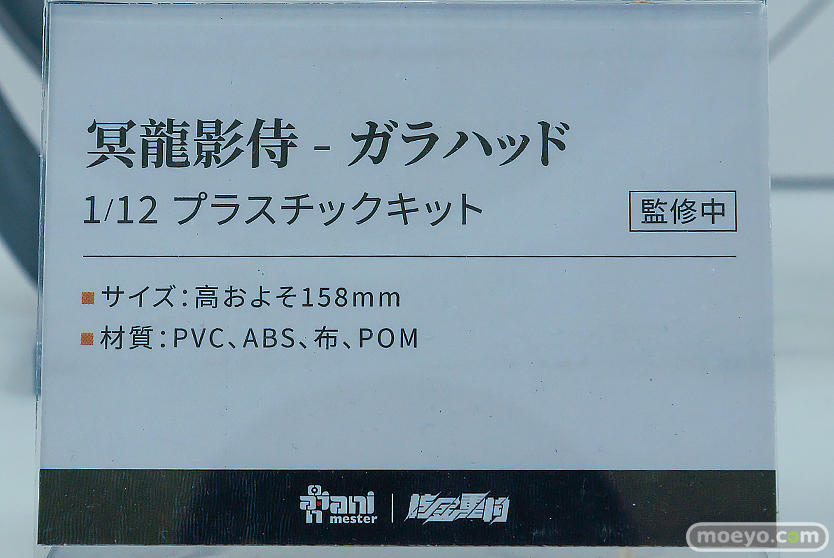 冥龍影侍 - ガラハッド
1/12 プラスチックキット
監修中
■ サイズ：高およそ158mm
■ 材質：PVC、ABS、布、POM
ani
mester
moeyo.com